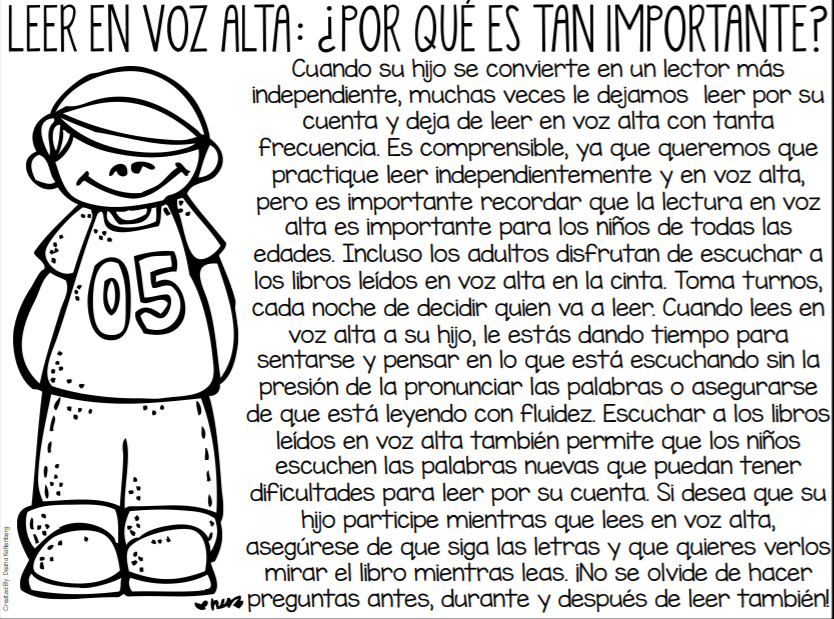 LEER EN VOZ ALTA: ¿POR QUÉ ES TAN IMPORTANTE?
Cuando su hijo se convierte en un lector más
independiente, muchas veces le dejamos leer por su
cuenta y deja de leer en voz alta con tanta
frecuencia. Es comprensible, ya que queremos que
practique leer independientemente y en voz alta,
pero es importante recordar que la lectura en voz
alta es importante para los niños de todas las
edades. Incluso los adultos disfrutan de escuchar a
los libros leídos en voz alta en la cinta. Toma turnos,
cada noche de decidir quien va a leer. Cuando lees en
voz alta a su hijo, le estás dando tiempo para
sentarse y pensar en lo que está escuchando sin la
presión de la pronunciar las palabras o asegurarse
de que está leyendo con fluidez. Escuchar a los libros
leídos en voz alta también permite que los niños
escuchen las palabras nuevas que puedan tener
dificultades para leer por su cuenta. Si desea que su
hijo participe mientras que lees en voz alta,
asegúrese de que siga las letras y que quieres verlos
mirar el libro mientras leas. ¡No se olvide de hacer
preguntas antes, durante y después de leer también!
05
Created By: Deana Kahlenberg